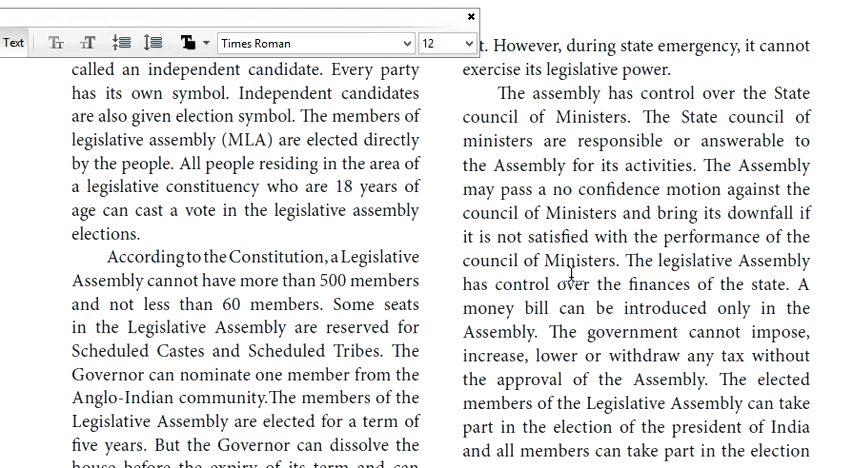 Text
Times Roman
12
called an independent candidate. Every party
has its own symbol. Independent candidates
are also given election symbol. The members of
legislative assembly (MLA) are elected directly
by the people. All people residing in the area of
a legislative constituency who are 18 years of
age can cast a vote in the legislative assembly
elections.
According to the Constitution, a Legislative
Assembly cannot have more than 500 members
and not less than 60 members. Some seats
in the Legislative Assembly are reserved for
Scheduled Castes and Scheduled Tribes. The
Governor can nominate one member from the
Anglo-Indian community.The members of the
Legislative Assembly are elected for a term of
five years. But the Governor can dissolve the
house before the expiry of its term and can
However, during state emergency, it cannot
exercise its legislative power.
The assembly has control over the State
council of Ministers. The State council of
ministers are responsible or answerable to
the Assembly for its activities. The Assembly
may pass a no confidence motion against the
council of Ministers and bring its downfall if
it is not satisfied with the performance of the
council of Ministers. The legislative Assembly
has control over the finances of the state. A
money bill can be introduced only in the
Assembly. The government cannot impose,
increase, lower or withdraw any tax without
the approval of the Assembly. The elected
members of the Legislative Assembly can take
part in the election of the president of India
and all members can take part in the election